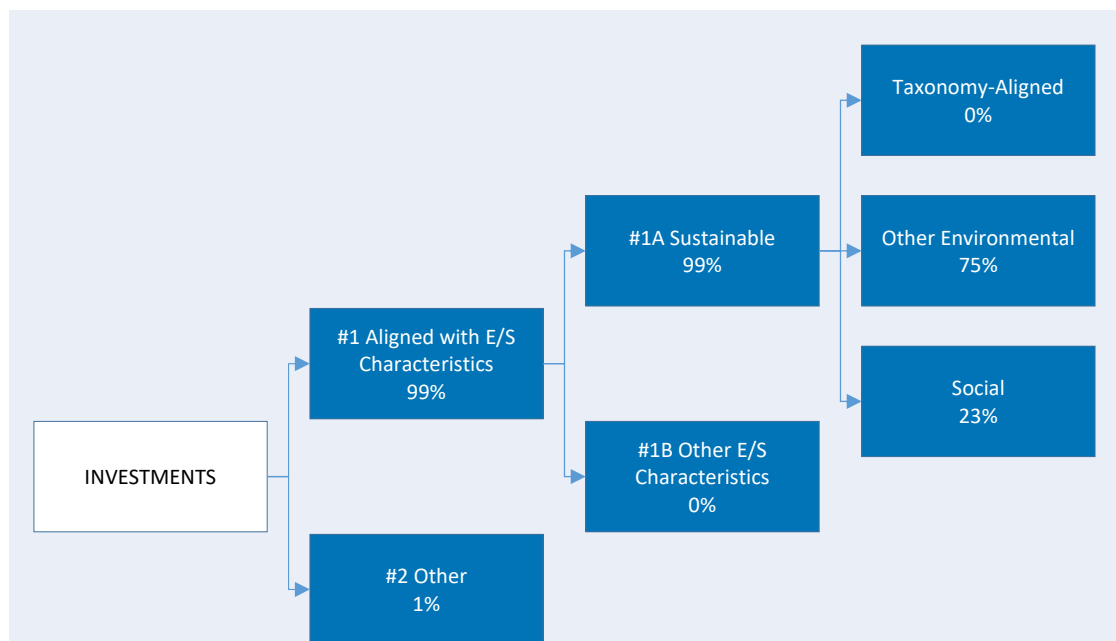 INVESTMENTS
#1 Aligned with E/S
Characteristics
99%
#2 Other
1%
#1A Sustainable
99%
#1B Other E/S
Characteristics
0%
Taxonomy-Aligned
0%
Other Environmental
75%
Social
23%